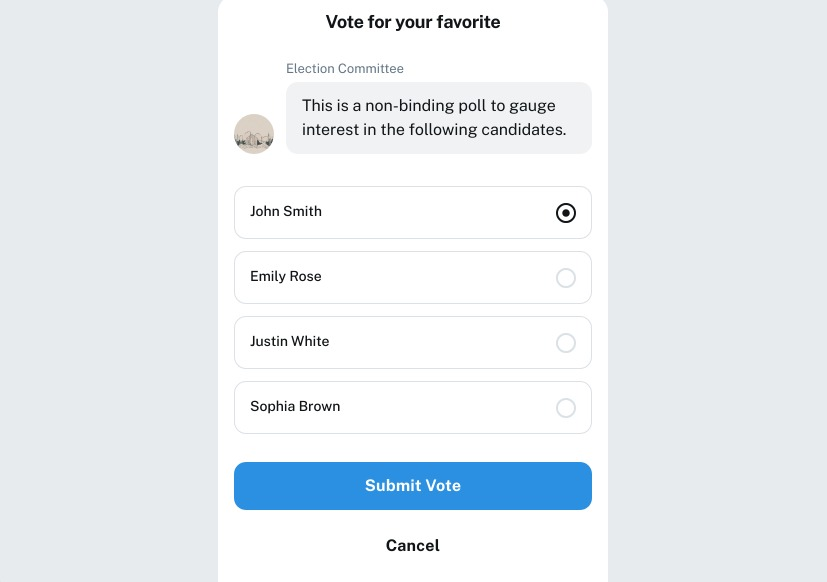 Vote for your favorite
Election Committee
This is a non-binding poll to gauge
interest in the following candidates.
John Smith
Emily Rose
Justin White
Sophia Brown
Submit Vote
Cancel